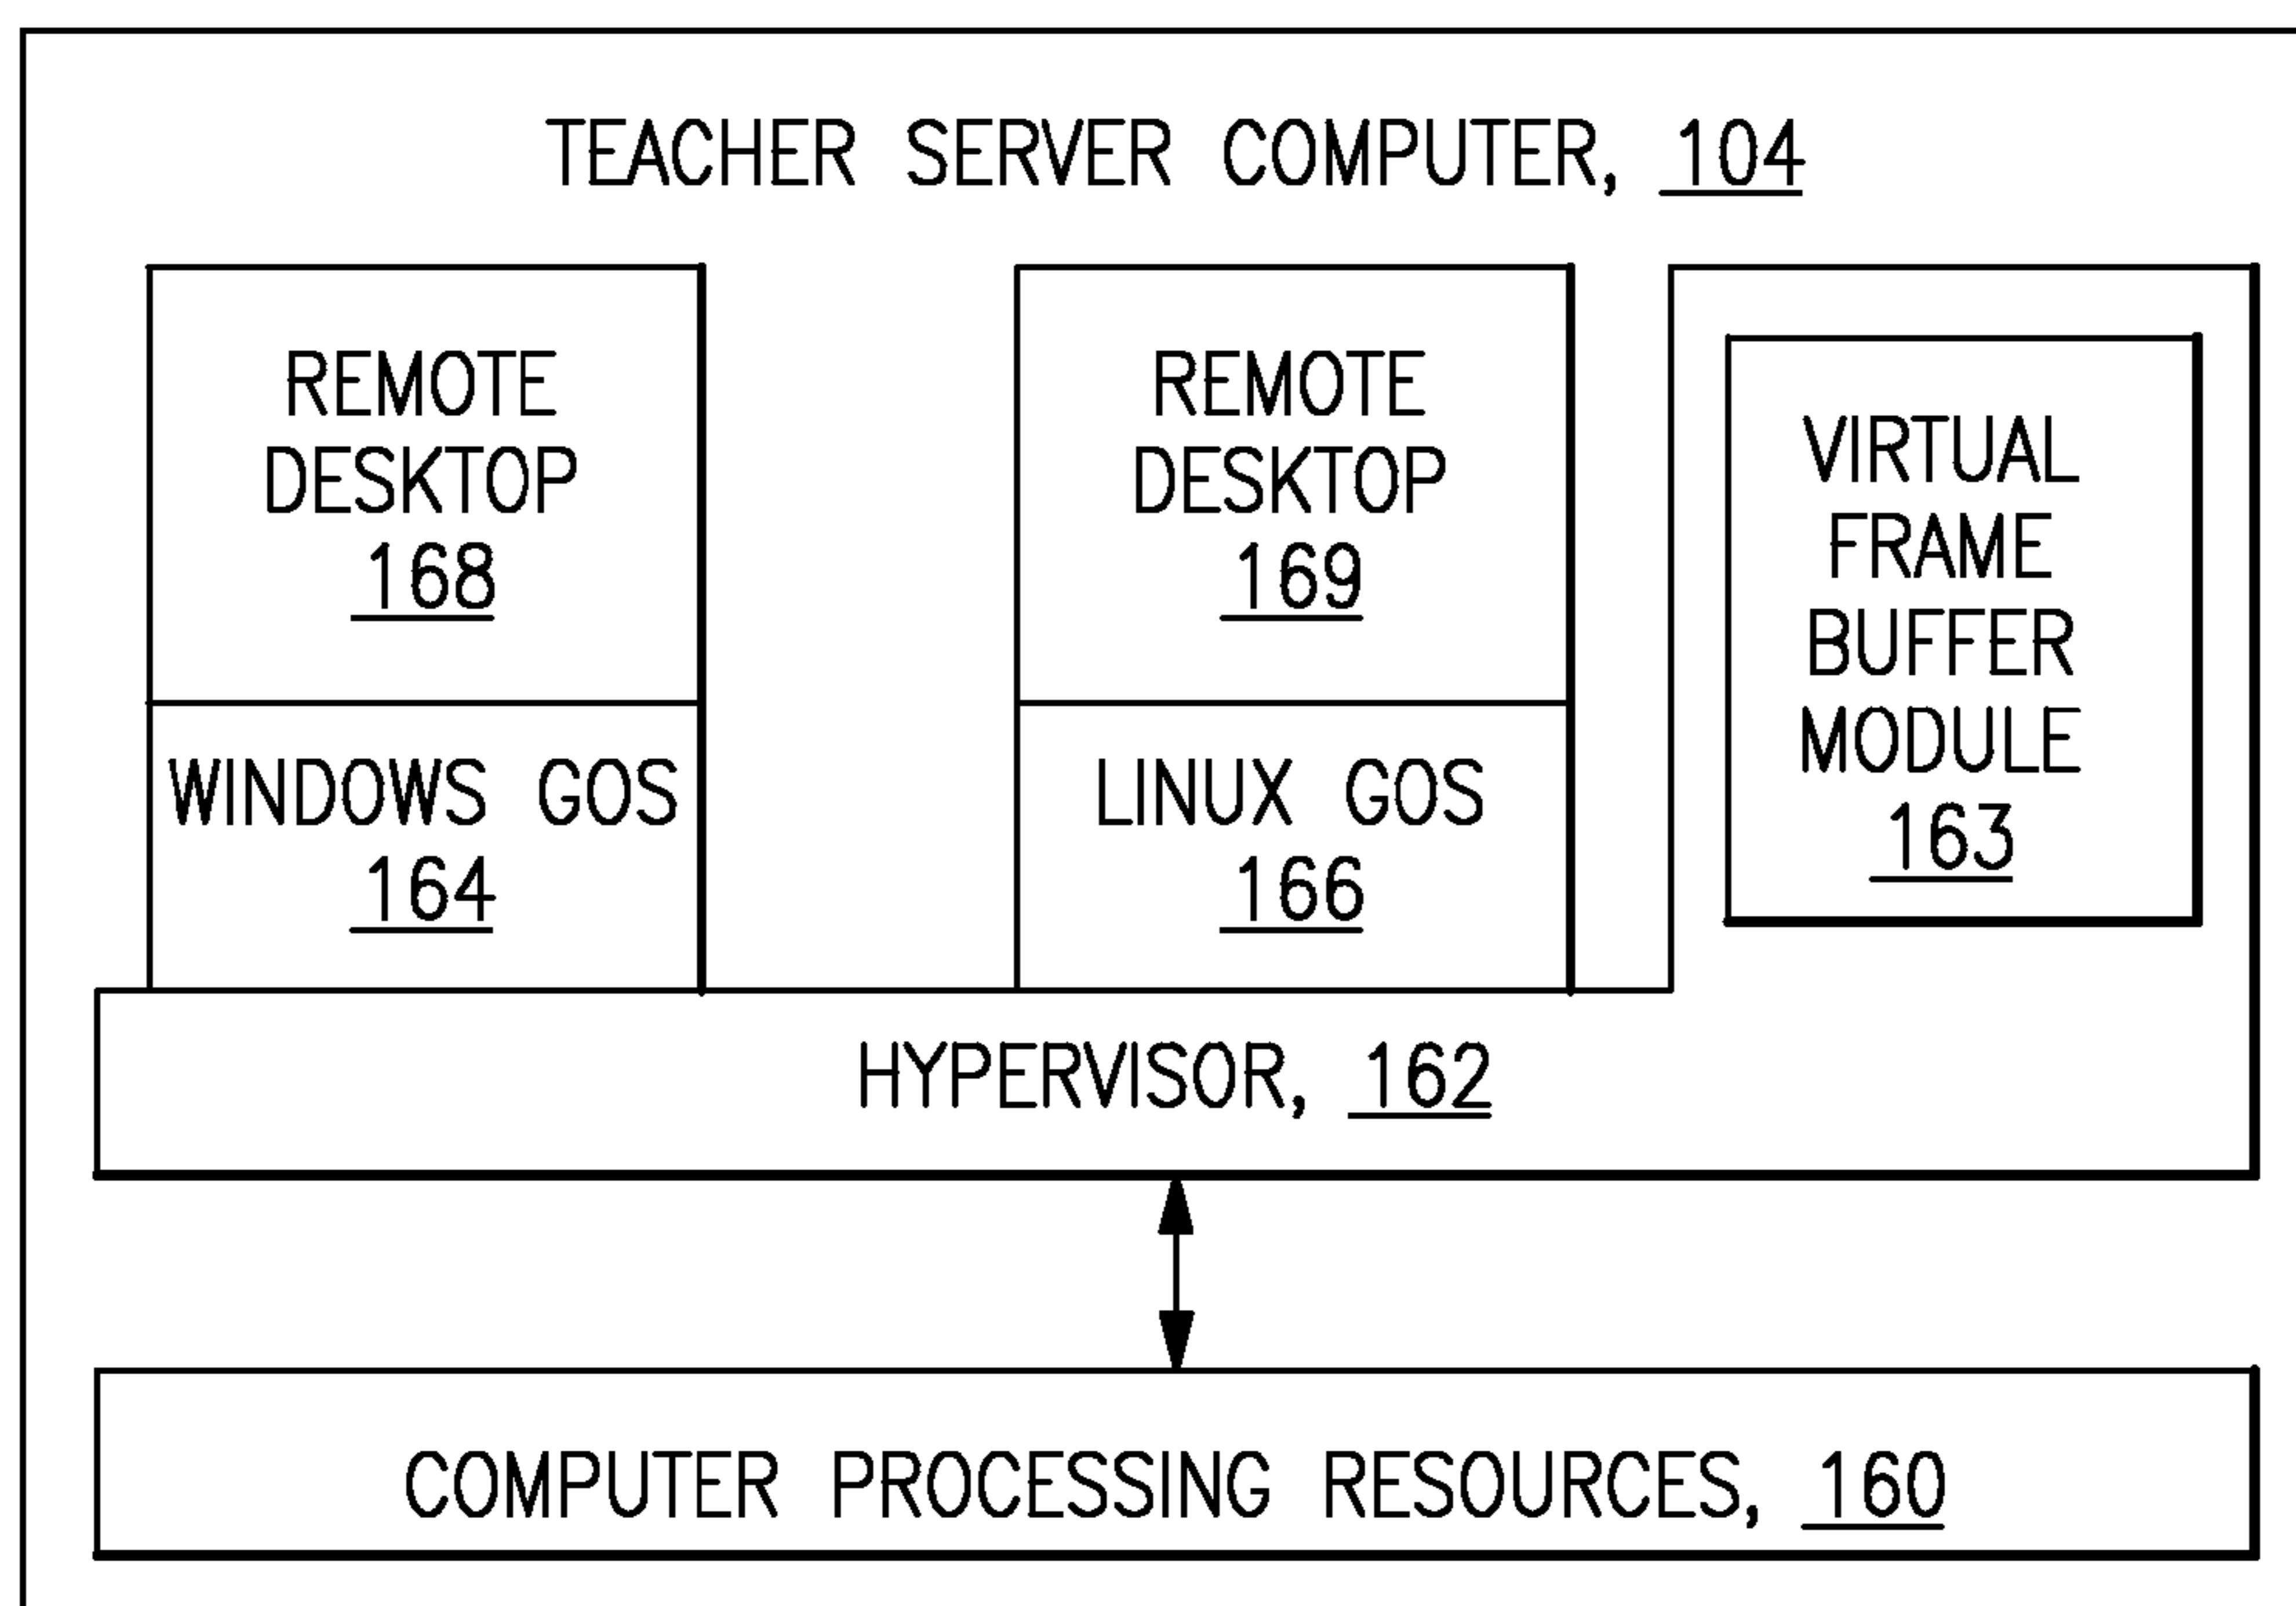 TEACHER SERVER COMPUTER, 104
REMOTE
DESKTOP
168
WINDOWS GOS
164
REMOTE
DESKTOP
169
LINUX GOS
166
VIRTUAL
FRAME
BUFFER
MODULE
163
HYPERVISOR, 162
COMPUTER PROCESSING RESOURCES, 160